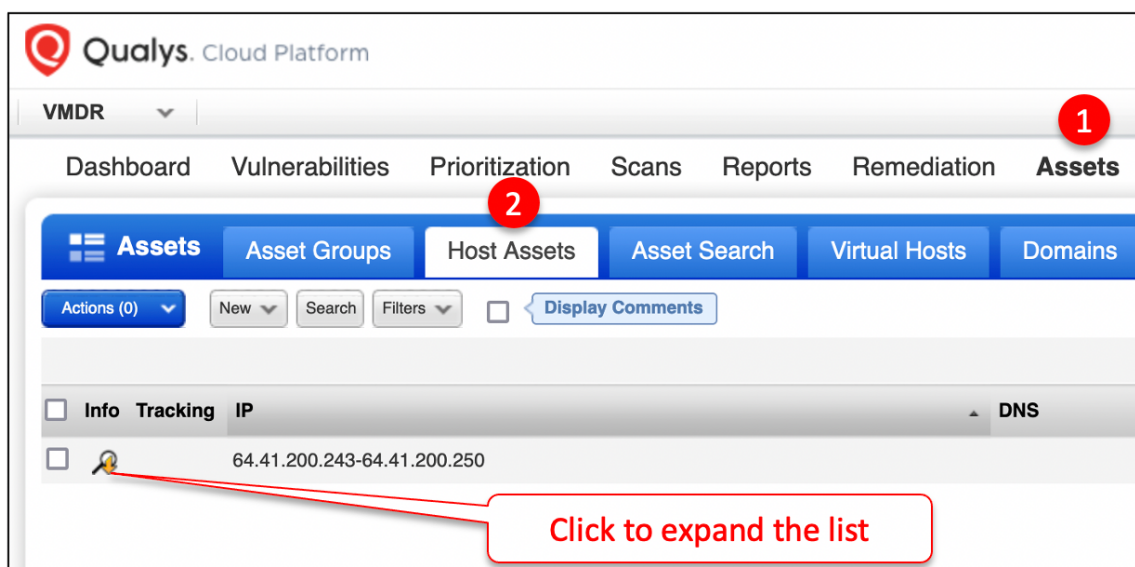 Qualys. Cloud Platform
VMDR
1
Dashboard Vulnerabilities Prioritization Scans Reports Remediation Assets
2
Assets Asset Groups Host Assets Asset Search Virtual Hosts Domains
Actions (0) New Search Filters Display Comments
Info Tracking IP DNS
64.41.200.243-64.41.200.250
Click to expand the list